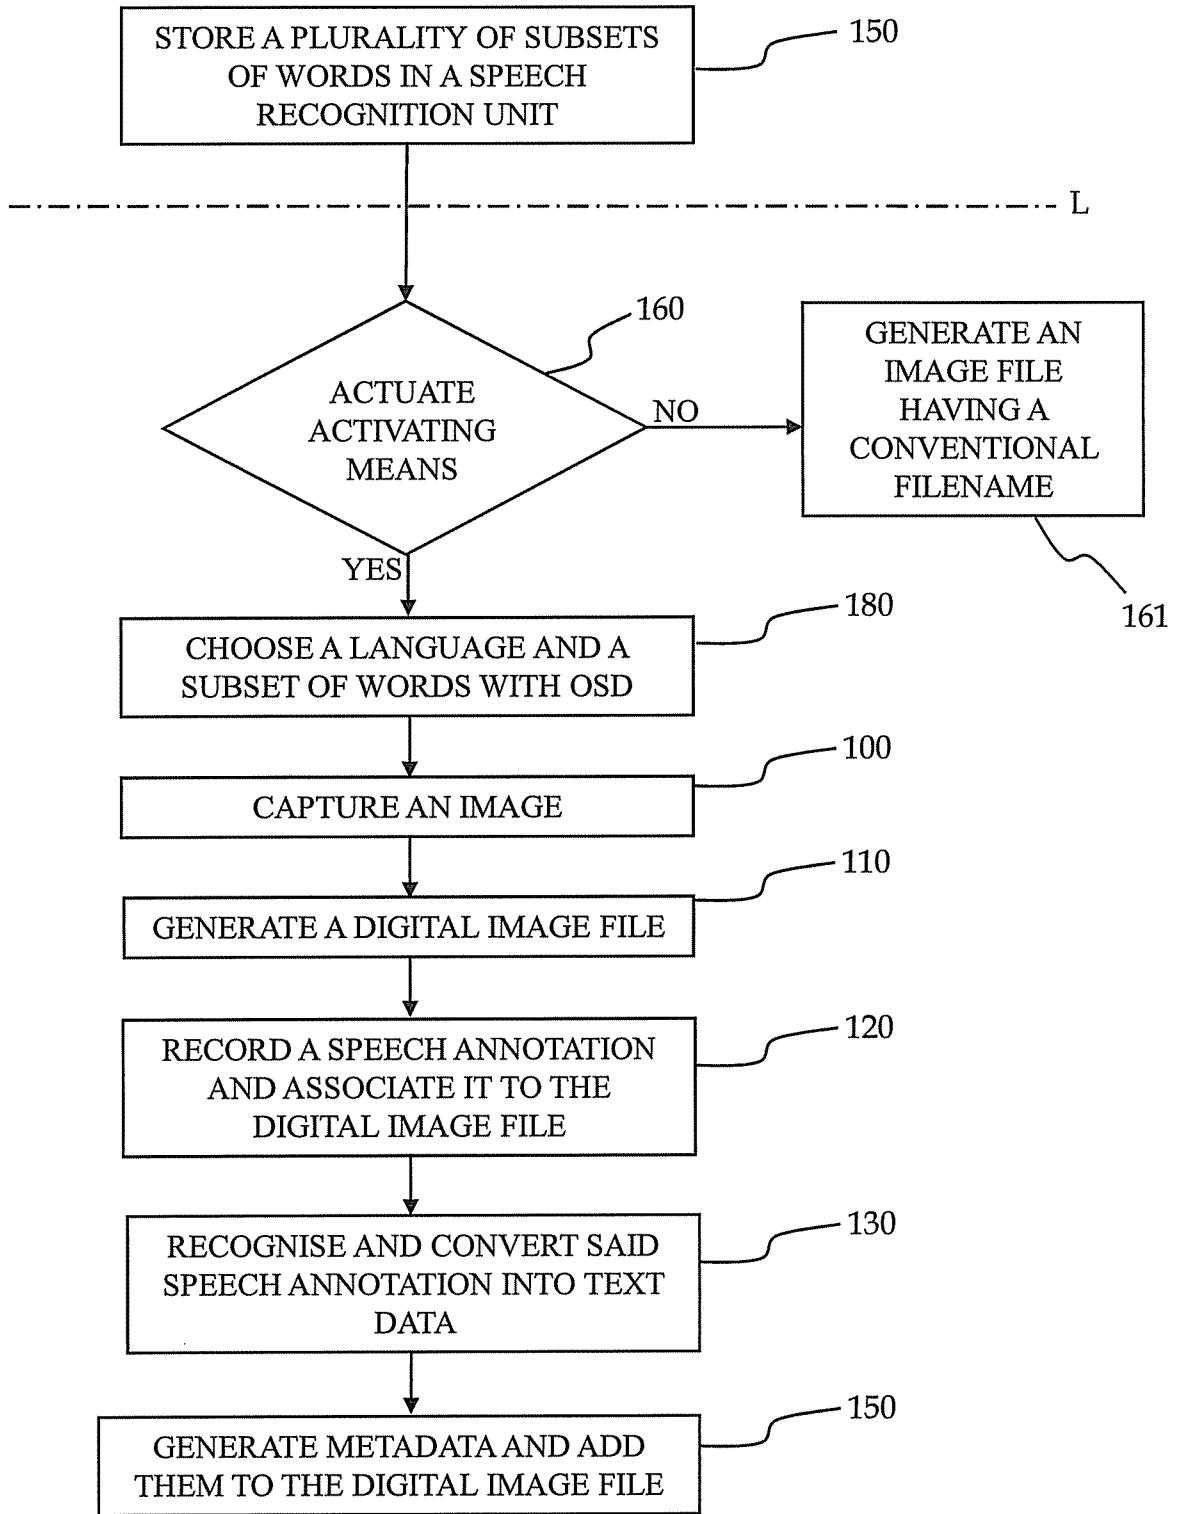 STORE A PLURALITY OF SUBSETS
OF WORDS IN A SPEECH
RECOGNITION UNIT
150
L
160
ACTUATE
ACTIVATING
MEANS
NO
GENERATE AN
IMAGE FILE
HAVING A
CONVENTIONAL
FILENAME
161
YES
180
CHOOSE A LANGUAGE AND A
SUBSET OF WORDS WITH OSD
100
CAPTURE AN IMAGE
110
GENERATE A DIGITAL IMAGE FILE
120
RECORD A SPEECH ANNOTATION
AND ASSOCIATE IT TO THE
DIGITAL IMAGE FILE
130
RECOGNISE AND CONVERT SAID
SPEECH ANNOTATION INTO TEXT
DATA
150
GENERATE METADATA AND ADD
THEM TO THE DIGITAL IMAGE FILE